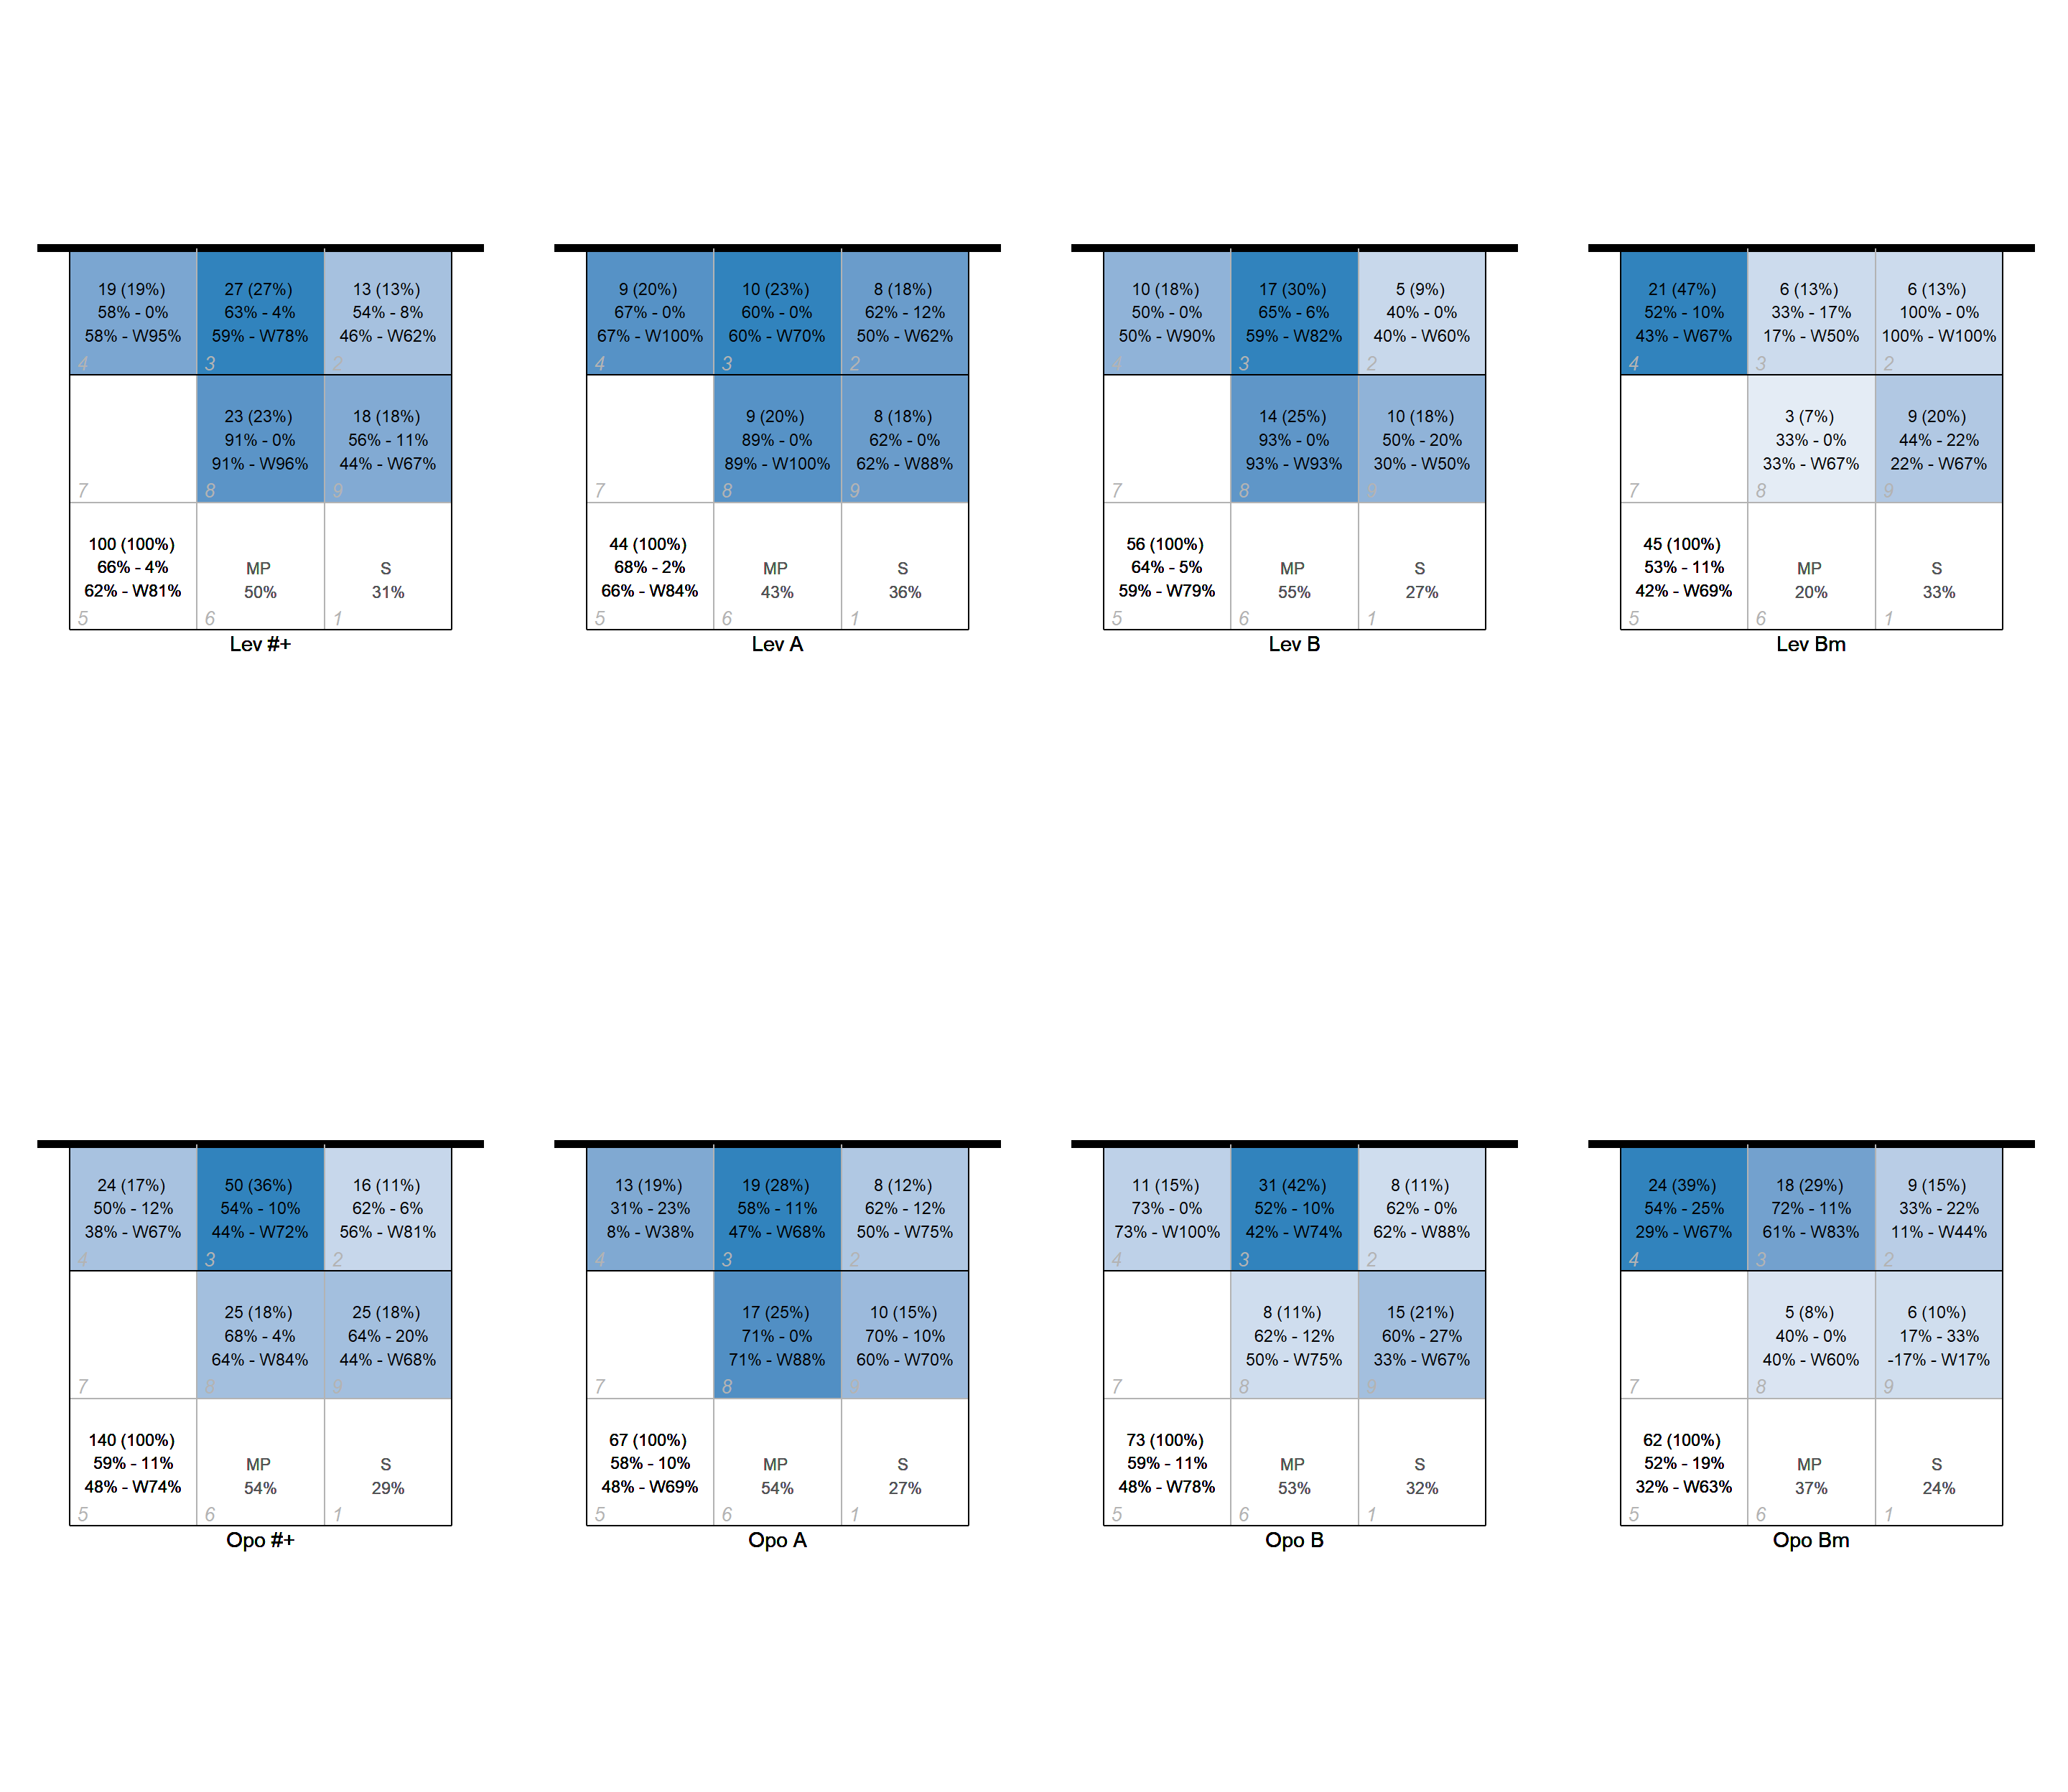 19 (19%)
58% - 0%
58% - W95%
4
27 (27%)
63% - 4%
59% - W78%
3
13 (13%)
54% - 8%
46% - W62%
2
7
23 (23%)
91% - 0%
91% - W96%
8
18 (18%)
56% - 11%
44% - W67%
9
100 (100%)
66% - 4%
62% - W81%
5
MP
50%
6
S
31%
1
Lev #+
9 (20%)
67% - 0%
67% - W100%
4
10 (23%)
60% - 0%
60% - W70%
3
8 (18%)
62% - 12%
50% - W62%
2
7
9 (20%)
89% - 0%
89% - W100%
8
8 (18%)
62% - 0%
62% - W88%
9
44 (100%)
68% - 2%
66% - W84%
5
MP
43%
6
S
36%
1
Lev A
10 (18%)
50% - 0%
50% - W90%
4
17 (30%)
65% - 6%
59% - W82%
3
5 (9%)
40% - 0%
40% - W60%
2
7
14 (25%)
93% - 0%
93% - W93%
8
10 (18%)
50% - 20%
30% - W50%
9
56 (100%)
64% - 5%
59% - W79%
5
MP
55%
6
S
27%
1
Lev B
21 (47%)
52% - 10%
43% - W67%
4
6 (13%)
33% - 17%
17% - W50%
3
6 (13%)
100% - 0%
100% - W100%
2
7
3 (7%)
33% - 0%
33% - W67%
8
9 (20%)
44% - 22%
22% - W67%
9
45 (100%)
53% - 11%
42% - W69%
5
MP
20%
6
S
33%
1
Lev Bm
24 (17%)
50% - 12%
38% - W67%
4
50 (36%)
54% - 10%
44% - W72%
3
16 (11%)
62% - 6%
56% - W81%
2
7
25 (18%)
68% - 4%
64% - W84%
8
25 (18%)
64% - 20%
44% - W68%
9
140 (100%)
59% - 11%
48% - W74%
5
MP
54%
6
S
29%
1
Opo #+
13 (19%)
31% - 23%
8% - W38%
4
19 (28%)
58% - 11%
47% - W68%
3
8 (12%)
62% - 12%
50% - W75%
2
7
17 (25%)
71% - 0%
71% - W88%
8
10 (15%)
70% - 10%
60% - W70%
9
67 (100%)
58% - 10%
48% - W69%
5
MP
54%
6
S
27%
1
Opo A
11 (15%)
73% - 0%
73% - W100%
4
31 (42%)
52% - 10%
42% - W74%
3
8 (11%)
62% - 0%
62% - W88%
2
7
8 (11%)
62% - 12%
50% - W75%
8
15 (21%)
60% - 27%
33% - W67%
9
73 (100%)
59% - 11%
48% - W78%
5
MP
53%
6
S
32%
1
Opo B
24 (39%)
54% - 25%
29% - W67%
4
18 (29%)
72% - 11%
61% - W83%
3
9 (15%)
33% - 22%
11% - W44%
2
7
5 (8%)
40% - 0%
40% - W60%
8
6 (10%)
17% - 33%
-17% - W17%
9
62 (100%)
52% - 19%
32% - W63%
5
MP
37%
6
S
24%
1
Opo Bm